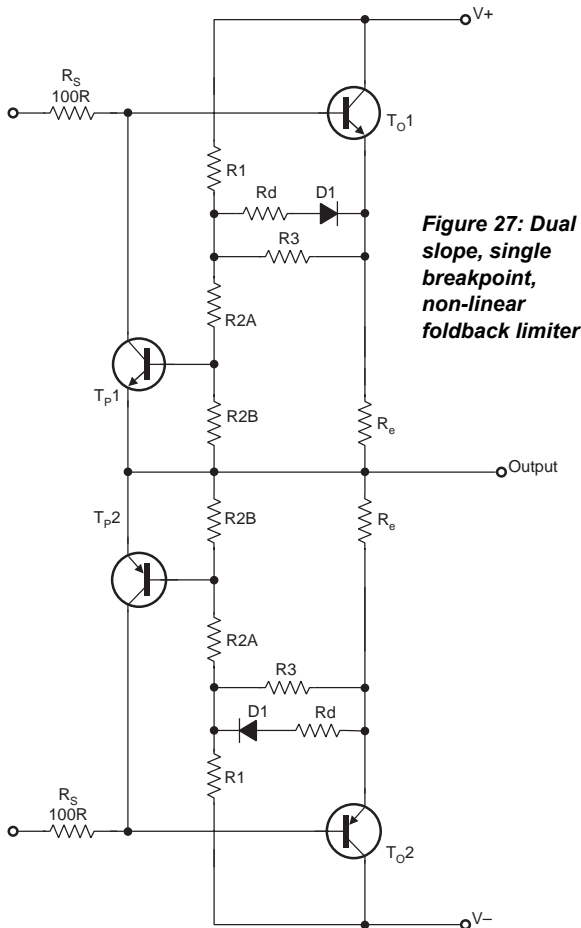 V+
R_S
100R
T_O1
R1
Rd
D1
R3
Figure 27: Dual
slope, single
breakpoint,
non-linear
foldback limiter
R2A
T_P1
R2B
R_e
Output
R2B
R_e
T_P2
R2A
R3
D1
Rd
R1
R_S
100R
T_O2
V–